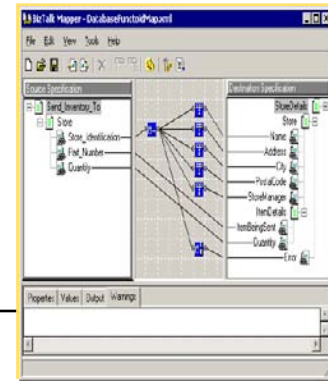 BizTalk Mapper - DatabaseFunctoidMap.xml
File Edit View Tools Help
Source Specification
Destination Specification
Send_Inventory_To
Store
Store_Identification
Part_Number
Quantity
StoreDetails
Store
Name
Address
City
PostalCode
StoreManager
ItemDetails
ItemBeingSent
Quantity
Error
Properties Values Output Warnings